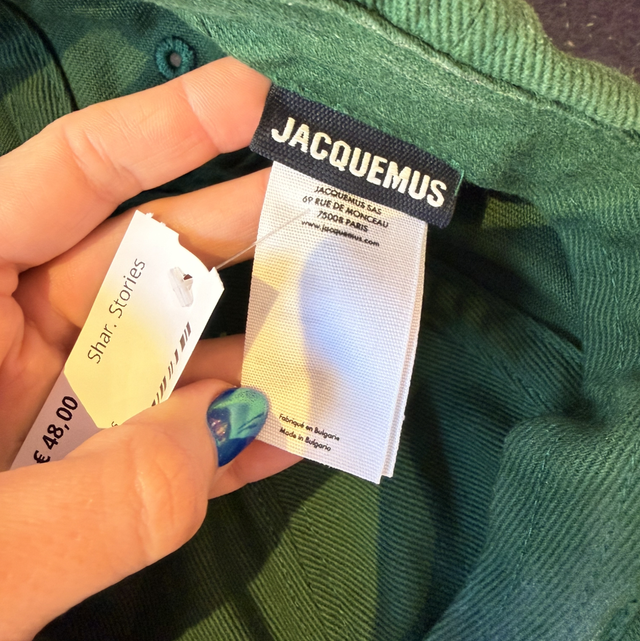 JACQUEMUS
JACQUEMUS SAS
69 RUE DE MONCEAU
75008 PARIS
www.jacquemus.com
Fabriqué en Bulgarie
Made in Bulgaria
Shar. Stories
€ 48,00